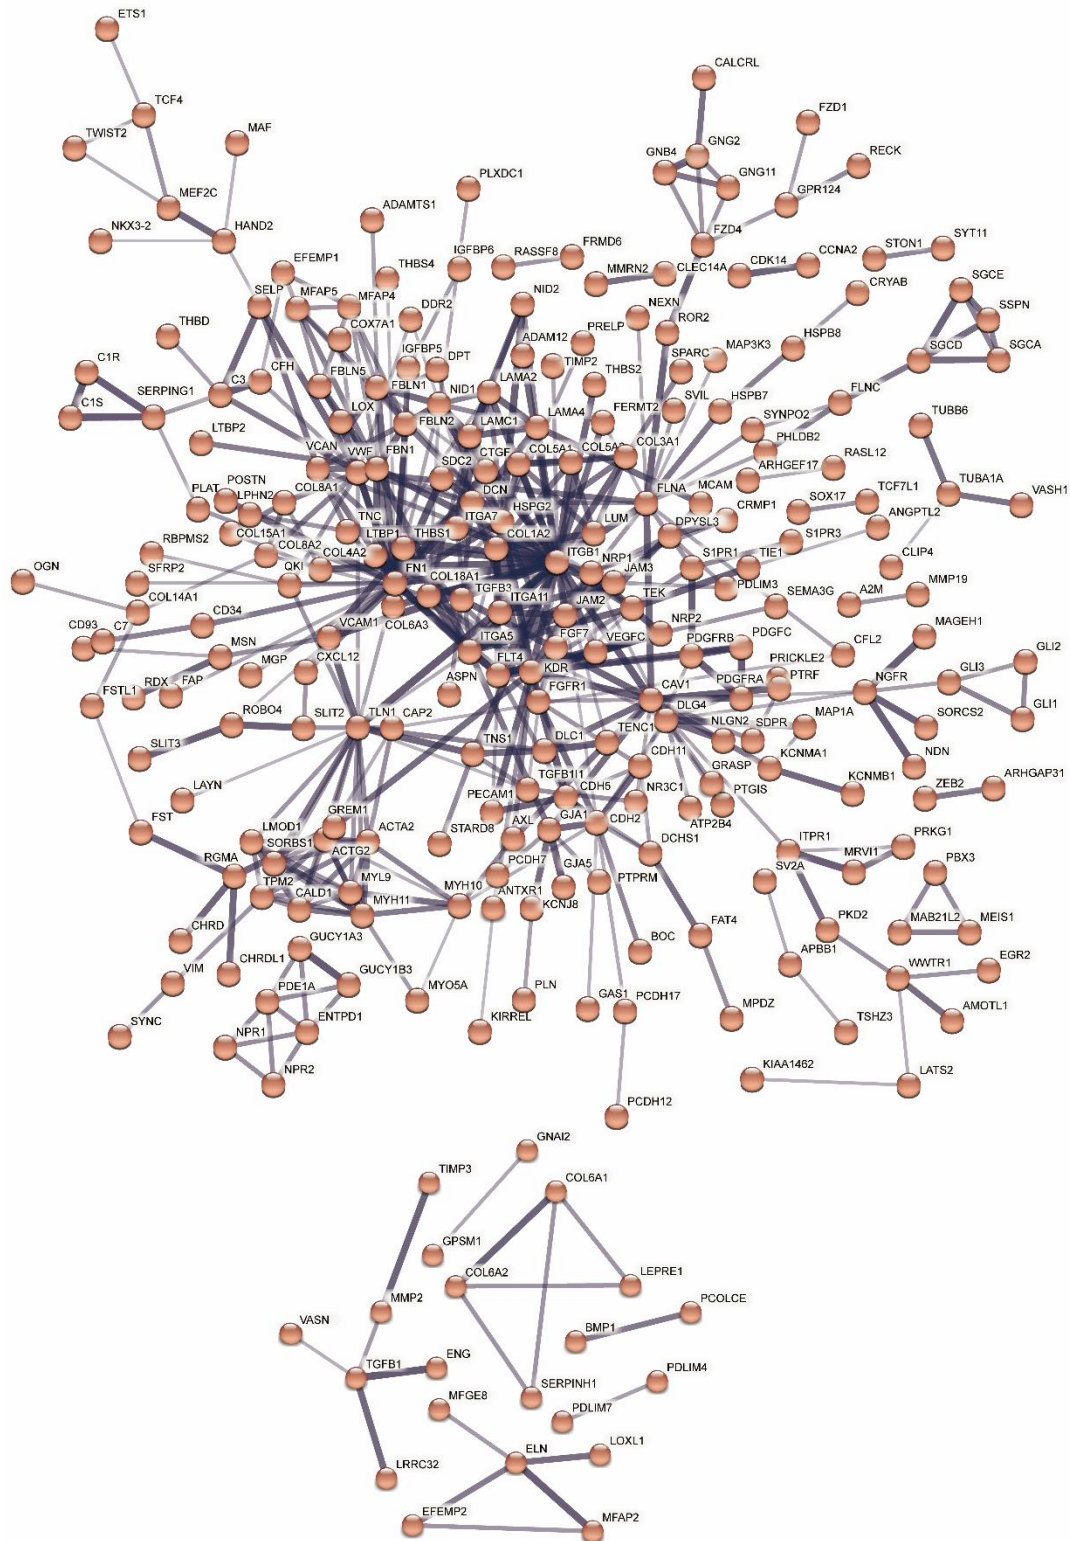 ETS1
TCF4
TWIST2
MAF
MEF2C
NKX3-2
HAND2
CALCRL
FZD1
GNB4
GNG2
RECK
GNG11
GPR124
FZD4
PLXDC1
ADAMTS1
EFEMP1
THBS4
IGFBP6
RASSF8
FRMD6
MMRN2
CLEC14A
CDK14
CCNA2
STON1
SYT11
SELP
MFAP5
MFAP4
DDR2
NID2
NEXN
ROR2
CRYAB
SGCE
SSPN
THBD
COX7A1
IGFBP5
DPT
ADAM12
PRELP
SPARC
MAP3K3
HSPB8
SGCD
SGCA
C1R
SERPING1
C3
CFH
FBLN5
FBLN1
NID1
LAMA2
TIMP2
THBS2
SVIL
HSPB7
FLNC
C1S
LOX
FBLN2
LAMC1
LAMA4
FERMT2
SYNPO2
TUBB6
LTBP2
VCAN
VWF
FBN1
SDC2
CTGF
COL5A1
COL3A1
PHLDB2
POSTN
PLAT
LPHN2
COL8A1
DCN
HSPG2
FLNA
MCAM
ARHGEF17
RASL12
TUBA1A
VASH1
TNC
ITGA7
LUM
DPYSL3
CRMP1
SOX17
TCF7L1
RBPMS2
COL15A1
COL8A2
COL4A2
LTBP1
THBS1
COL1A2
ITGB1
NRP1
S1PR1
TIE1
S1PR3
ANGPTL2
CLIP4
OGN
SFRP2
QKI
FN1
COL18A1
JAM3
PDLIM3
SEMA3G
A2M
MMP19
COL14A1
TGFB3
ITGA11
JAM2
TEK
CD93
C7
CD34
VCAM1
COL6A3
ITGA5
FGF7
VEGFC
NRP2
PDGFRB
PDGFC
CFL2
MAGEH1
MSN
MGP
CXCL12
FLT4
KDR
PRICKLE2
PTRF
GLI2
FSTL1
RDX
FAP
ASPN
FGFR1
CAV1
PDGFRA
NGFR
GLI3
ROBO4
SLIT2
TLN1
CAP2
DLG4
NLGN2
SDPR
MAP1A
SORCS2
GLI1
SLIT3
TNS1
DLC1
TENC1
CDH11
KCNMA1
NDN
LAYN
TGFB1I1
CDH5
NR3C1
GRASP
PTGIS
KCNMB1
ZEB2
ARHGAP31
FST
GREM1
PECAM1
GJA1
CDH2
ATP2B4
LMOD1
SORBS1
ACTA2
STARD8
AXL
DCHS1
ITPR1
PRKG1
RGMA
ACTG2
PCDH7
GJA5
PTPRM
SV2A
MRVI1
PBX3
TPM2
CALD1
MYL9
MYH11
MYH10
ANTXR1
KCNJ8
CHRD
FAT4
PKD2
MAB21L2
MEIS1
VIM
CHRDL1
GUCY1A3
BOC
APBB1
WWTR1
EGR2
PDE1A
GUCY1B3
MYO5A
PLN
GAS1
PCDH17
SYNC
ENTPD1
KIRREL
MPDZ
TSHZ3
AMOTL1
NPR1
NPR2
KIAA1462
LATS2
PCDH12
GNAI2
TIMP3
COL6A1
GPSM1
COL6A2
LEPRE1
MMP2
PCOLCE
VASN
BMP1
TGFB1
ENG
PDLIM4
MFGE8
SERPINH1
PDLIM7
ELN
LOXL1
LRRC32
EFEMP2
MFAP2